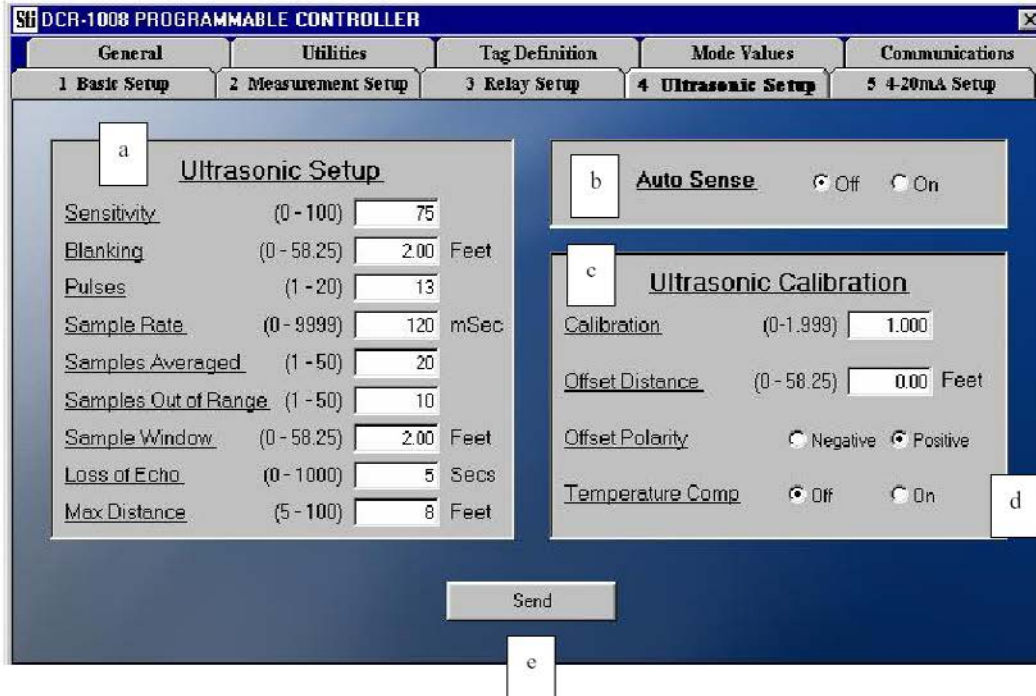 Sti DCR-1008 PROGRAMMABLE CONTROLLER
General Utilities Tag Definition Mode Values Communications
1 Basic Setup 2 Measurement Setup 3 Relay Setup 4 Ultrasonic Setup 5 4-20mA Setup
a
Ultrasonic Setup
Sensitivity (0 - 100) 75
Blanking (0 - 58.25) 2.00 Feet
Pulses (1 - 20) 13
Sample Rate (0 - 9999) 120 mSec
Samples Averaged (1 - 50) 20
Samples Out of Range (1 - 50) 10
Sample Window (0 - 58.25) 2.00 Feet
Loss of Echo (0 - 1000) 5 Secs
Max Distance (5 - 100) 8 Feet
b
Auto Sense Off On
c
Ultrasonic Calibration
Calibration (0-1.999) 1.000
Offset Distance (0 - 58.25) 0.00 Feet
Offset Polarity Negative Positive
Temperature Comp Off On
d
Send
e